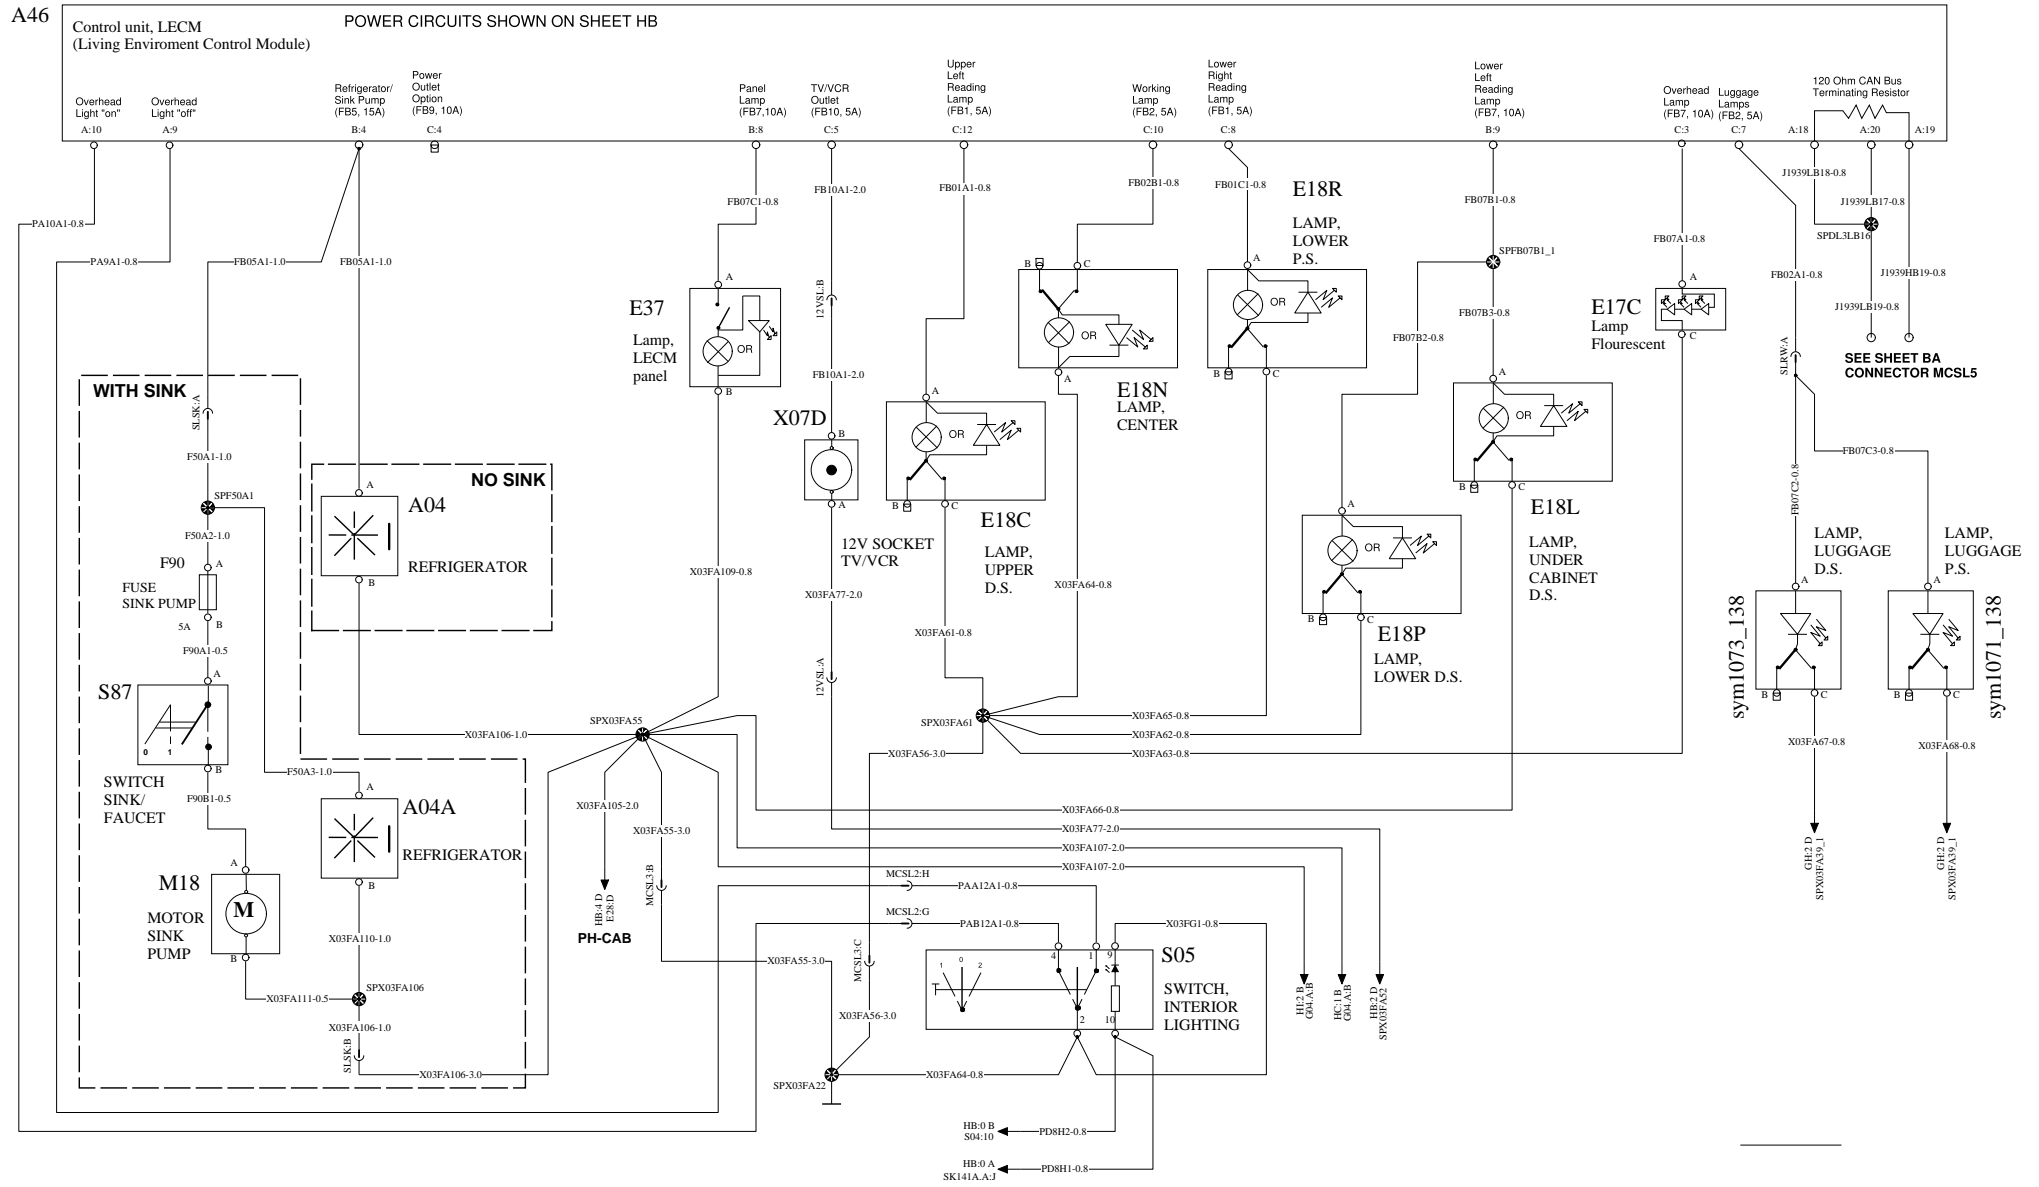 A46
Control unit, LECM
(Living Enviroment Control Module)
POWER CIRCUITS SHOWN ON SHEET HB
Overhead
Light "on"
A:10
Overhead
Light "off"
A:9
Refrigerator/
Sink Pump
(FB5, 15A)
B:4
Power
Outlet
Option
(FB9, 10A)
C:4
Panel
Lamp
(FB7,10A)
B:8
TV/VCR
Outlet
(FB10, 5A)
C:5
Upper
Left
Reading
Lamp
(FB1, 5A)
C:12
Working
Lamp
(FB2, 5A)
C:10
Lower
Right
Reading
Lamp
(FB1, 5A)
C:8
Lower
Left
Reading
Lamp
(FB7, 10A)
B:9
Overhead
Lamp
(FB7, 10A)
C:3
Luggage
Lamps
(FB2, 5A)
C:7
120 Ohm CAN Bus
Terminating Resistor
A:18
A:20
A:19
PA10A1-0.8
PA9A1-0.8
FB05A1-1.0
FB05A1-1.0
FB07C1-0.8
FB10A1-2.0
FB01A1-0.8
FB02B1-0.8
FB01C1-0.8
FB07B1-0.8
FB07A1-0.8
FB02A1-0.8
J1939LB18-0.8
J1939LB17-0.8
SPDL3LB16
J1939HB19-0.8
J1939LB19-0.8
SEE SHEET BA
CONNECTOR MCSL5
E37
Lamp,
LECM
panel
A
OR
B
12VSL:B
FB10A1-2.0
X07D
B
A
12V SOCKET
TV/VCR
X03FA77-2.0
12VSL:A
A
OR
B
C
E18C
LAMP,
UPPER
D.S.
X03FA61-0.8
B
C
OR
A
E18N
LAMP,
CENTER
X03FA64-0.8
E18R
LAMP,
LOWER
P.S.
A
OR
B
C
SPFB07B1_1
FB07B3-0.8
FB07B2-0.8
A
OR
B
C
E18L
LAMP,
UNDER
CABINET
D.S.
A
OR
B
C
E18P
LAMP,
LOWER D.S.
E17C
Lamp
Flourescent
A
C
SLRW:A
FB07C3-0.8
FB07C2-0.8
LAMP,
LUGGAGE
D.S.
A
B
C
sym1073_138
X03FA67-0.8
GH:2 D
SPX03FA39_1
LAMP,
LUGGAGE
P.S.
A
B
C
sym1071_138
X03FA68-0.8
GH:2 D
SPX03FA39_1
WITH SINK
SLSK:A
F50A1-1.0
SPF50A1
F50A2-1.0
F90
A
FUSE
SINK PUMP
5A
B
F90A1-0.5
S87
A
0
1
B
SWITCH
SINK/
FAUCET
F90B1-0.5
M18
A
M
MOTOR
SINK
PUMP
B
X03FA111-0.5
F50A3-1.0
A
A04A
REFRIGERATOR
B
X03FA110-1.0
SPX03FA106
X03FA106-1.0
SLSK:B
X03FA106-3.0
NO SINK
A
A04
REFRIGERATOR
B
X03FA106-1.0
X03FA109-0.8
SPX03FA55
X03FA105-2.0
HB:4 D
E28:D
PH-CAB
X03FA55-3.0
MCSL3:B
X03FA55-3.0
SPX03FA61
X03FA65-0.8
X03FA62-0.8
X03FA63-0.8
X03FA56-3.0
X03FA66-0.8
X03FA77-2.0
X03FA107-2.0
X03FA107-2.0
MCSL2:H
PAA12A1-0.8
MCSL2:G
PAB12A1-0.8
X03FG1-0.8
MCSL3:C
X03FA56-3.0
SPX03FA22
X03FA64-0.8
1
0
2
4
1
9
2
10
S05
SWITCH,
INTERIOR
LIGHTING
HI:2 B
G04.A:B
HC:1 B
G04.A:B
HB:2 D
SPX03FA52
HB:0 B
S04:10
PD8H2-0.8
HB:0 A
SK141A.A:J
PD8H1-0.8